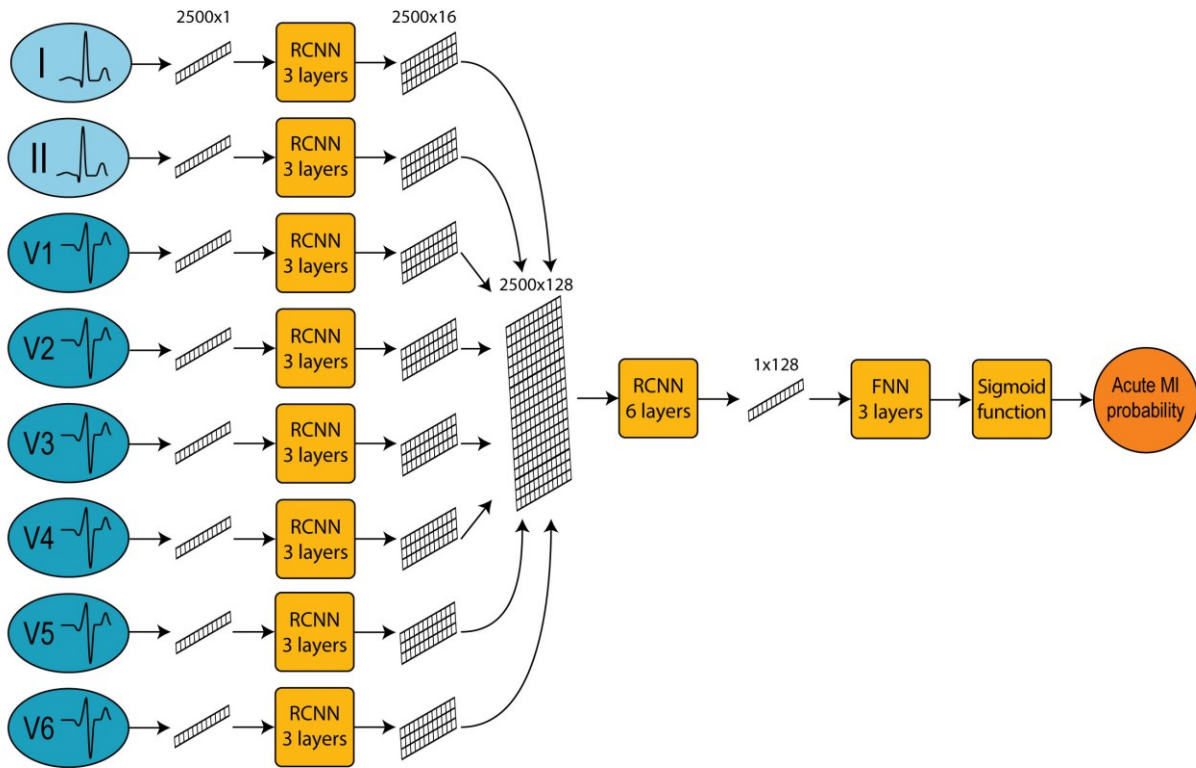 2500x1
2500x16
I
RCNN
3 layers
II
RCNN
3 layers
V1
RCNN
3 layers
2500x128
V2
RCNN
3 layers
V3
RCNN
3 layers
V4
RCNN
3 layers
V5
RCNN
3 layers
V6
RCNN
3 layers
RCNN
6 layers
1x128
FNN
3 layers
Sigmoid
function
Acute MI
probability